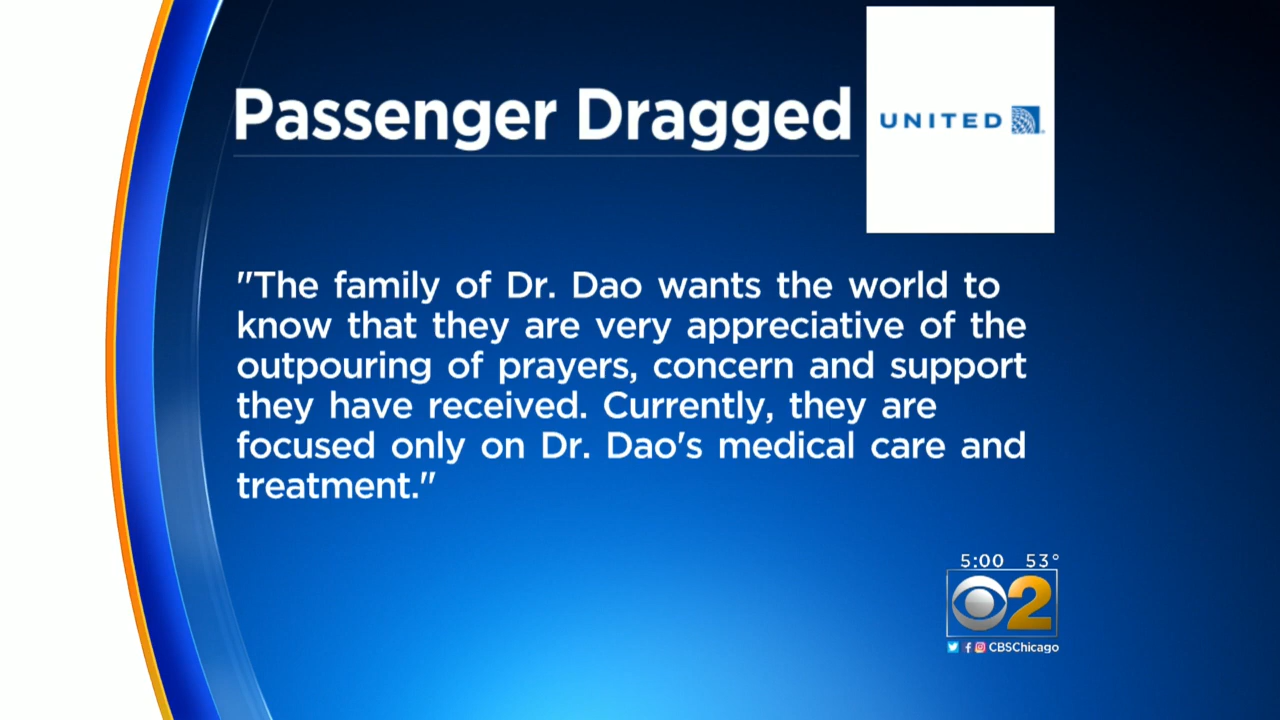 Passenger Dragged
UNITED
"The family of Dr. Dao wants the world to
know that they are very appreciative of the
outpouring of prayers, concern and support
they have received. Currently, they are
focused only on Dr. Dao's medical care and
treatment."
5:00 53°
2
CBSChicago